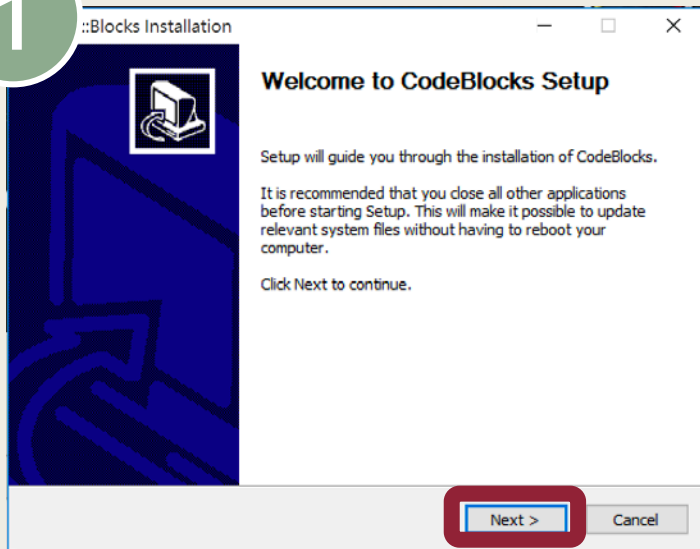 1
::Blocks Installation
Welcome to CodeBlocks Setup
Setup will guide you through the installation of CodeBlocks.
It is recommended that you close all other applications
before starting Setup. This will make it possible to update
relevant system files without having to reboot your
computer.
Click Next to continue.
Next >
Cancel